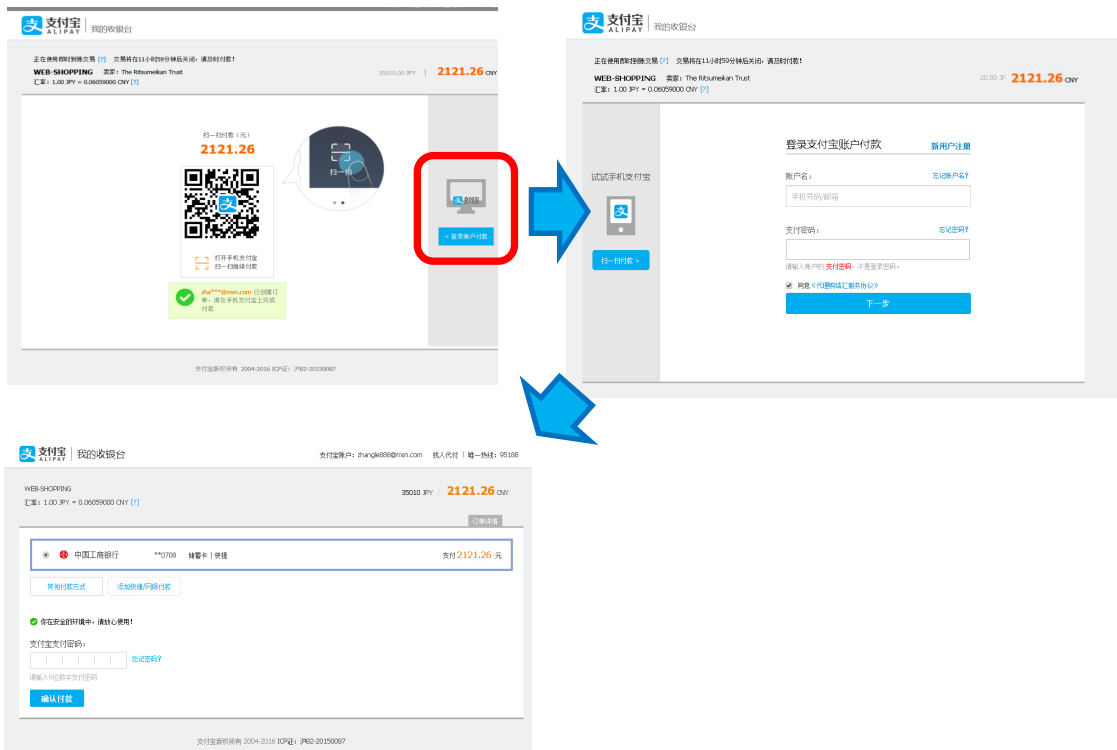 支付宝
ALIPAY
我的收银台
正在使用即时到账交易 [?] 交易将在11小时59分钟后关闭，请及时付款！
WEB-SHOPPING 卖家：The Ritsumeikan Trust
汇率：1.00 JPY = 0.06059000 CNY [?]
35010.00 JPY | 2121.26 CNY
扫一扫付款（元）
2121.26
扫一扫
打开手机支付宝
扫一扫继续付款
zha***@msn.com 已创建订
单，请在手机支付宝上完成
付款
支付宝
< 登录账户付款
支付宝版权所有 2004-2016 ICP证：沪B2-20150087
支付宝
ALIPAY
我的收银台
正在使用即时到账交易 [?] 交易将在11小时59分钟后关闭，请及时付款！
WEB-SHOPPING 卖家：The Ritsumeikan Trust
汇率：1.00 JPY = 0.06059000 CNY [?]
20.00 JP 2121.26 CNY
试试手机支付宝
扫一扫付款 >
登录支付宝账户付款 新用户注册
账户名： 忘记账户名?
手机号码/邮箱
支付密码： 忘记密码?
请输入账户的 支付密码，不是登录密码。
同意《代理购结汇服务协议》
下一步
支付宝
ALIPAY
我的收银台
支付宝账户：zhangle888@msn.com 找人代付 | 唯一热线：95188
WEB-SHOPPING
汇率：1.00 JPY = 0.06059000 CNY [?]
35010 JPY | 2121.26 CNY
订单详情
中国工商银行 **0708 储蓄卡 | 快捷 支付 2121.26 元
其他付款方式 添加快捷/网银付款
你在安全的环境中，请放心使用！
支付宝支付密码：
忘记密码?
请输入6位数字支付密码
确认付款
支付宝版权所有 2004-2016 ICP证：沪B2-20150087